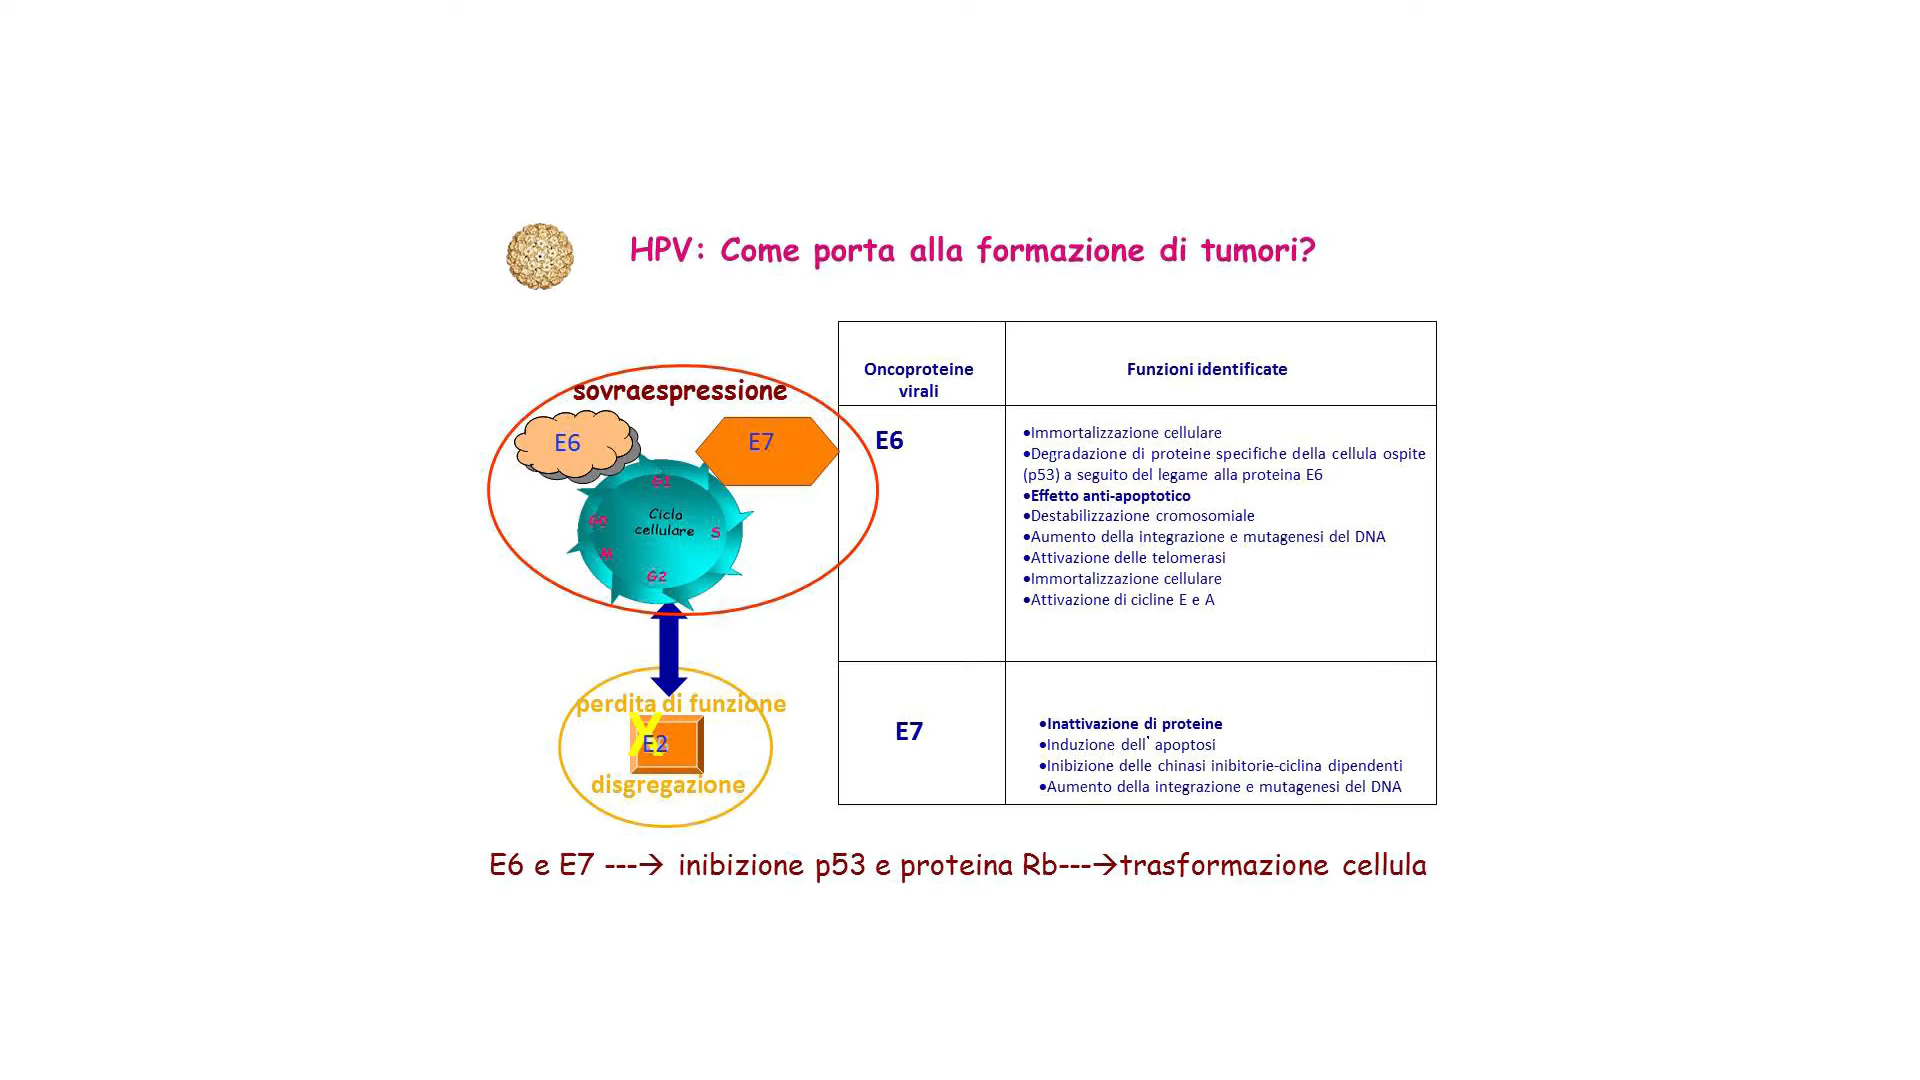 HPV: Come porta alla formazione di tumori?
sovraespressione
E6
E7
G1
Ciclo
cellulare
G0
S
M
G2
perdita di funzione
E2
disgregazione
Oncoproteine
virali
Funzioni identificate
E6
•Immortalizzazione cellulare
•Degradazione di proteine specifiche della cellula ospite
(p53) a seguito del legame alla proteina E6
•Effetto anti-apoptotico
•Destabilizzazione cromosomiale
•Aumento della integrazione e mutagenesi del DNA
•Attivazione delle telomerasi
•Immortalizzazione cellulare
•Attivazione di cicline E e A
E7
•Inattivazione di proteine
•Induzione dell' apoptosi
•Inibizione delle chinasi inibitorie-ciclina dipendenti
•Aumento della integrazione e mutagenesi del DNA
E6 e E7 ---→ inibizione p53 e proteina Rb---→trasformazione cellula